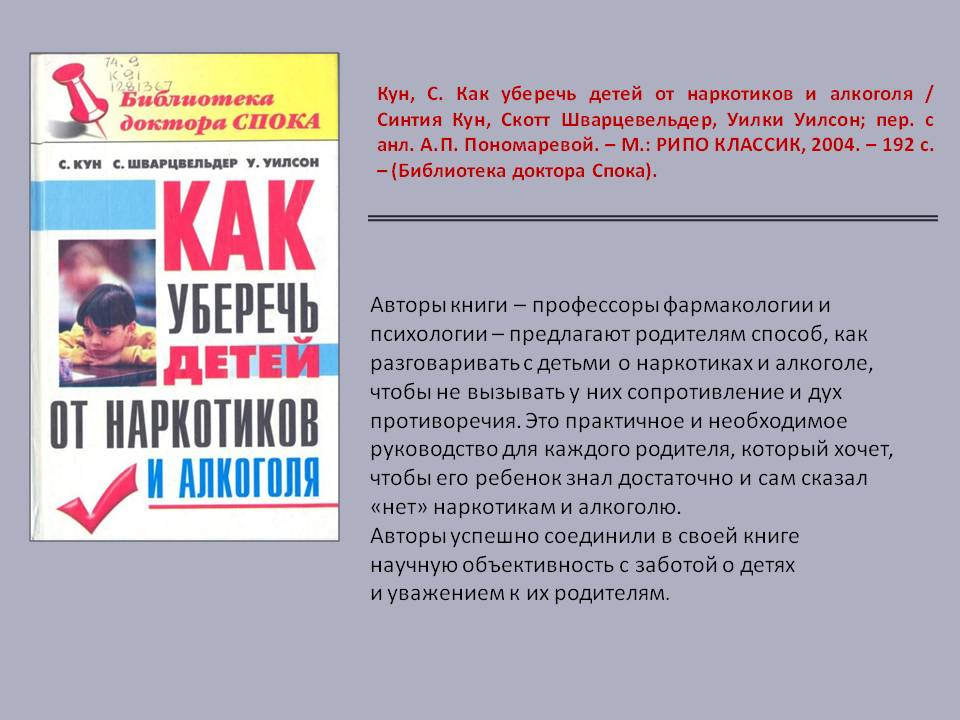 74.9
К 91
1281367
Библиотека
доктора СПОКА
С. КУН С. ШВАРЦВЕЛЬДЕР У. УИЛСОН
КАК
УБЕРЕЧЬ
ДЕТЕЙ
ОТ НАРКОТИКОВ
И АЛКОГОЛЯ
Кун, С. Как уберечь детей от наркотиков и алкоголя /
Синтия Кун, Скотт Шварцевельдер, Уилки Уилсон; пер. с
анл. А.П. Пономаревой. – М.: РИПО КЛАССИК, 2004. – 192 с.
– (Библиотека доктора Спока).
Авторы книги – профессоры фармакологии и
психологии – предлагают родителям способ, как
разговаривать с детьми о наркотиках и алкоголе,
чтобы не вызывать у них сопротивление и дух
противоречия. Это практичное и необходимое
руководство для каждого родителя, который хочет,
чтобы его ребенок знал достаточно и сам сказал
«нет» наркотикам и алкоголю.
Авторы успешно соединили в своей книге
научную объективность с заботой о детях
и уважением к их родителям.